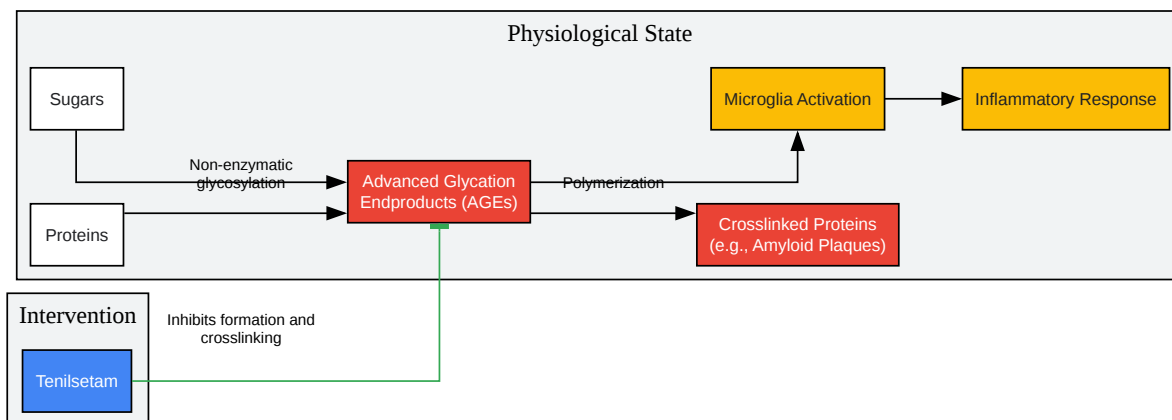 Physiological State
Sugars
Microglia Activation
Inflammatory Response
Non-enzymatic
glycosylation
Advanced Glycation
Endproducts (AGEs)
Polymerization
Proteins
Crosslinked Proteins
(e.g., Amyloid Plaques)
Intervention
Inhibits formation and
crosslinking
Tenilsetam